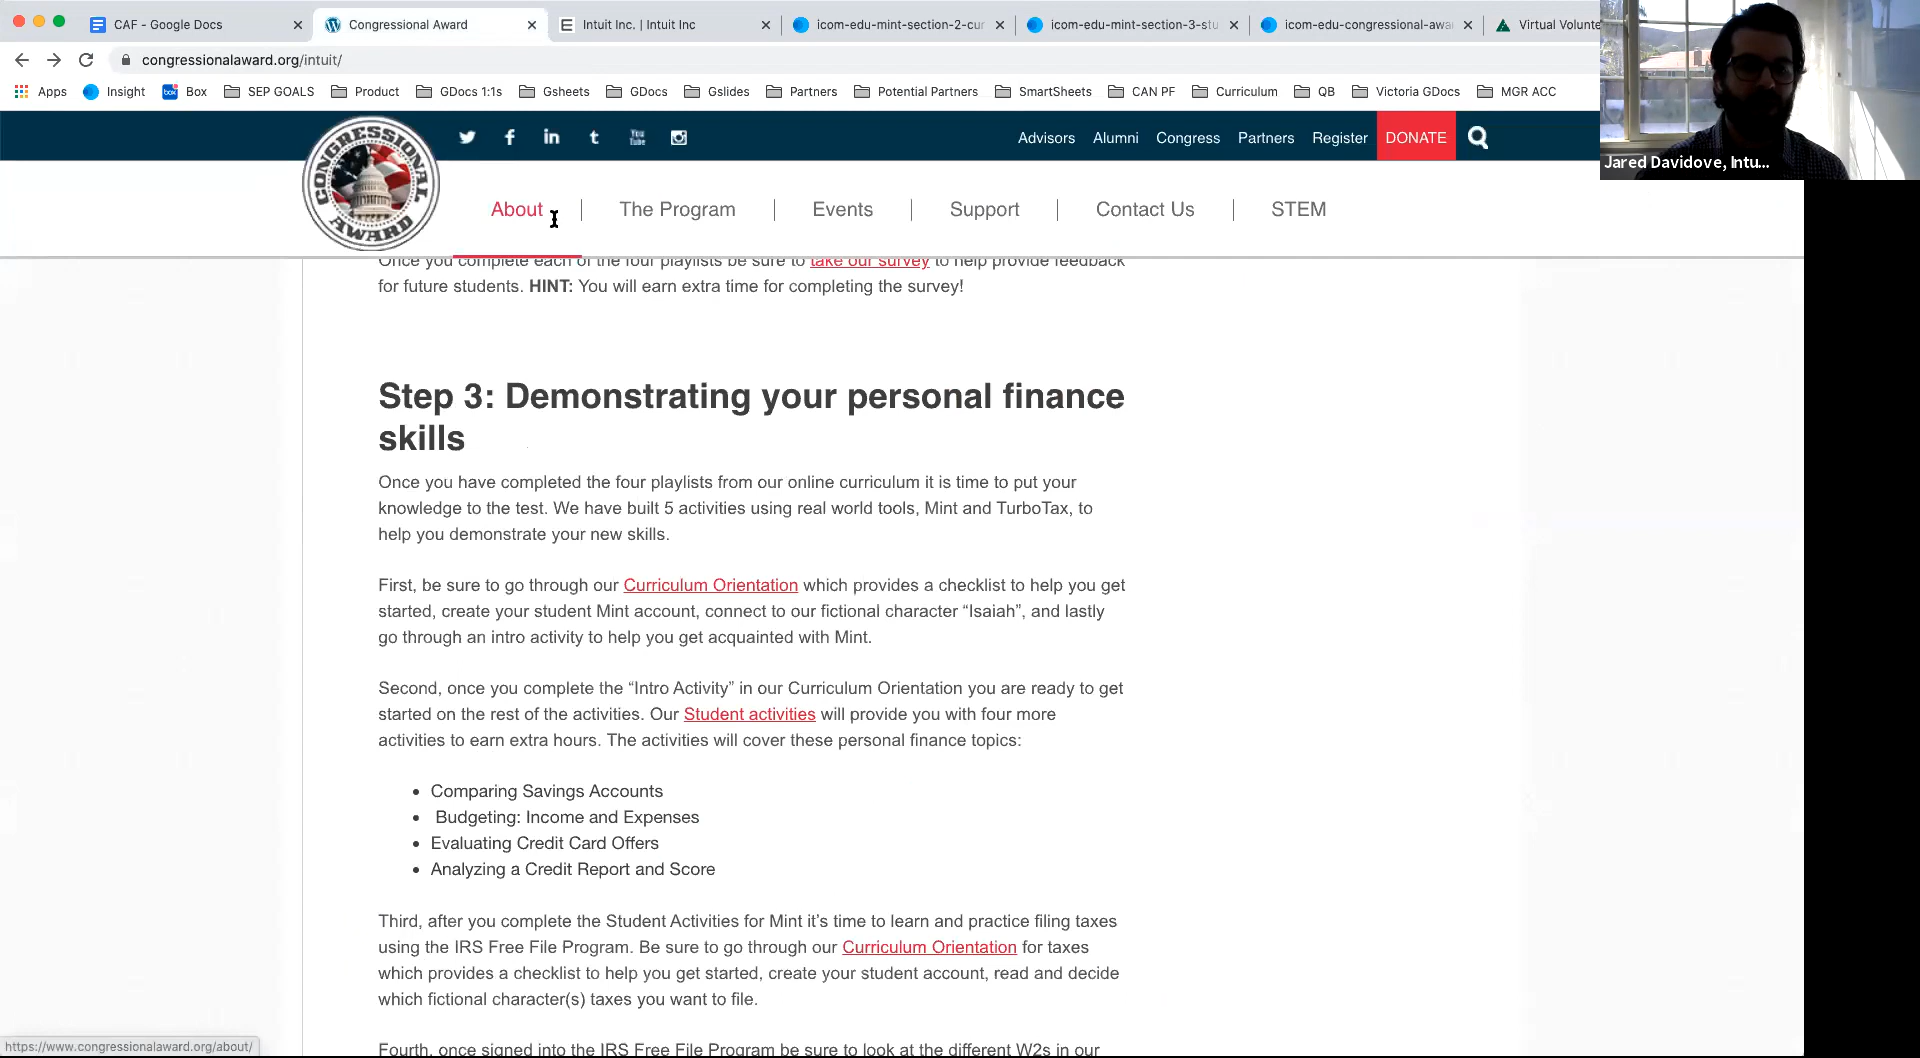 CAF - Google Docs
Congressional Award
Intuit Inc. | Intuit Inc
icom-edu-mint-section-2-cur
icom-edu-mint-section-3-stu
icom-edu-congressional-awa
Virtual Volunte
congressionalaward.org/intuit/
Apps
Insight
Box
SEP GOALS
Product
GDocs 1:1s
Gsheets
GDocs
Gslides
Partners
Potential Partners
SmartSheets
CAN PF
Curriculum
QB
Victoria GDocs
MGR ACC
Jared Davidove, Intu...
CONGRESSIONAL AWARD
You Tube
Advisors
Alumni
Congress
Partners
Register
DONATE
About
The Program
Events
Support
Contact Us
STEM
Once you complete each of the four playlists be sure to take our survey to help provide feedback
for future students. HINT: You will earn extra time for completing the survey!
Step 3: Demonstrating your personal finance
skills
Once you have completed the four playlists from our online curriculum it is time to put your
knowledge to the test. We have built 5 activities using real world tools, Mint and TurboTax, to
help you demonstrate your new skills.
First, be sure to go through our Curriculum Orientation which provides a checklist to help you get
started, create your student Mint account, connect to our fictional character “Isaiah”, and lastly
go through an intro activity to help you get acquainted with Mint.
Second, once you complete the “Intro Activity” in our Curriculum Orientation you are ready to get
started on the rest of the activities. Our Student activities will provide you with four more
activities to earn extra hours. The activities will cover these personal finance topics:
• Comparing Savings Accounts
• Budgeting: Income and Expenses
• Evaluating Credit Card Offers
• Analyzing a Credit Report and Score
Third, after you complete the Student Activities for Mint it’s time to learn and practice filing taxes
using the IRS Free File Program. Be sure to go through our Curriculum Orientation for taxes
which provides a checklist to help you get started, create your student account, read and decide
which fictional character(s) taxes you want to file.
Fourth, once signed into the IRS Free File Program be sure to look at the different W2s in our
https://www.congressionalaward.org/about/